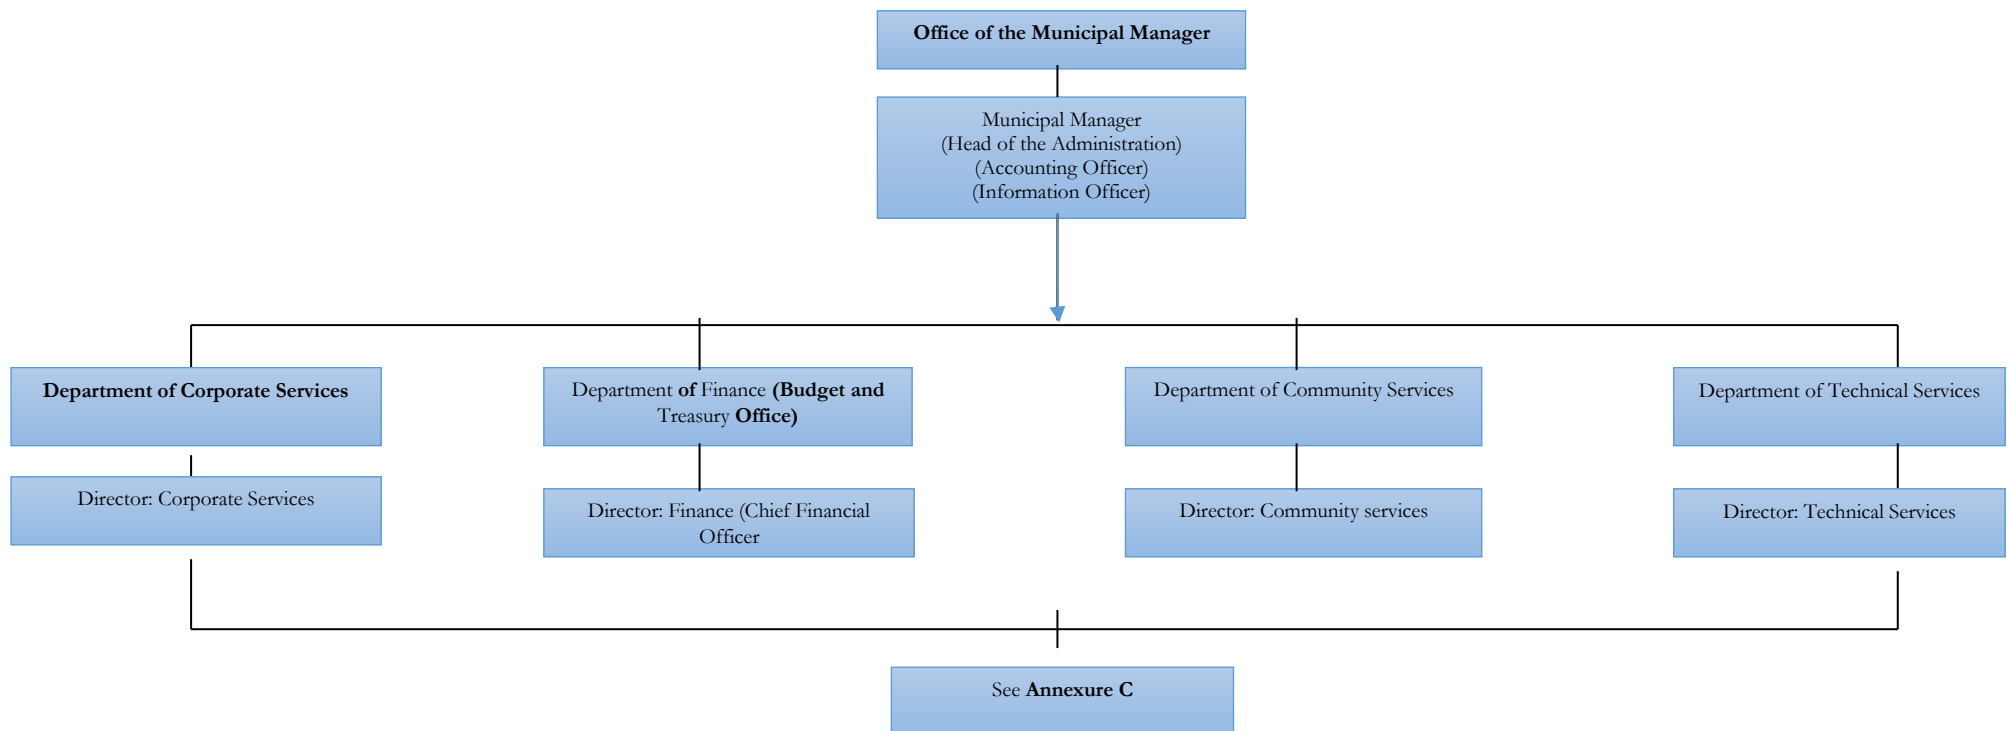 Office of the Municipal Manager
Municipal Manager
(Head of the Administration)
(Accounting Officer)
(Information Officer)
Department of Corporate Services
Department of Finance (Budget and
Treasury Office)
Department of Community Services
Department of Technical Services
Director: Corporate Services
Director: Finance (Chief Financial
Officer
Director: Community services
Director: Technical Services
See Annexure C